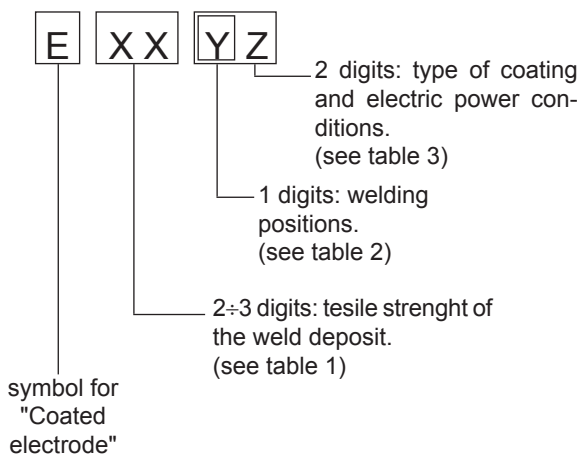 E XX Y Z
2 digits: type of coating
and electric power con-
ditions.
(see table 3)
1 digits: welding
positions.
(see table 2)
2÷3 digits: tesile strenght of
the weld deposit.
(see table 1)
symbol for
"Coated
electrode"